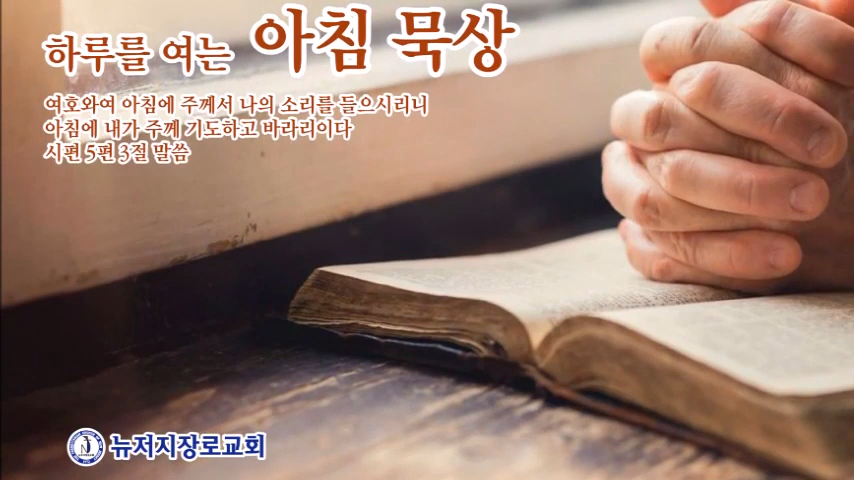 하루를 여는 아침 묵상
여호와여 아침에 주께서 나의 소리를 들으시리니
아침에 내가 주께 기도하고 바라리이다
시편 5편 3절 말씀
뉴저지장로교회